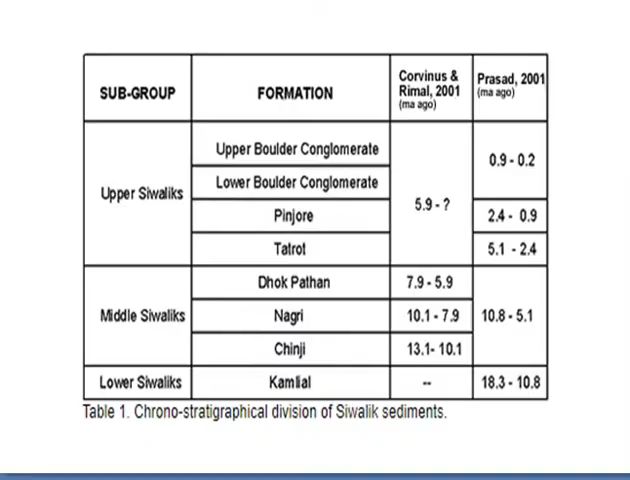 SUB-GROUP FORMATION Corvinus & Rimal, 2001 (ma ago) Prasad, 2001 (ma ago)
Upper Boulder Conglomerate 0.9 - 0.2
Lower Boulder Conglomerate
Upper Siwaliks 5.9 - ?
Pinjore 2.4 - 0.9
Tatrot 5.1 - 2.4
Dhok Pathan 7.9 - 5.9
Middle Siwaliks Nagri 10.1 - 7.9 10.8 - 5.1
Chinji 13.1- 10.1
Lower Siwaliks Kamlial -- 18.3 - 10.8
Table 1. Chrono-stratigraphical division of Siwalik sediments.